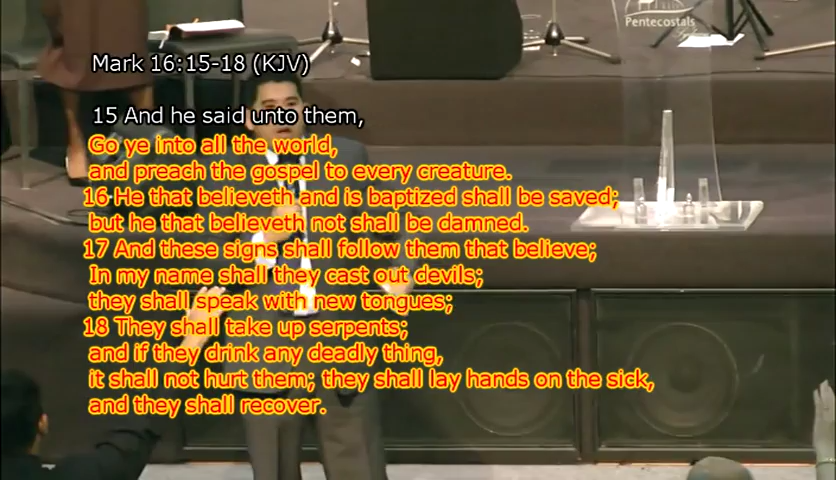 Pentecostals
Mark 16:15-18 (KJV)
15 And he said unto them,
Go ye into all the world,
and preach the gospel to every creature.
16 He that believeth and is baptized shall be saved;
but he that believeth not shall be damned.
17 And these signs shall follow them that believe;
In my name shall they cast out devils;
they shall speak with new tongues;
18 They shall take up serpents;
and if they drink any deadly thing,
it shall not hurt them; they shall lay hands on the sick,
and they shall recover.